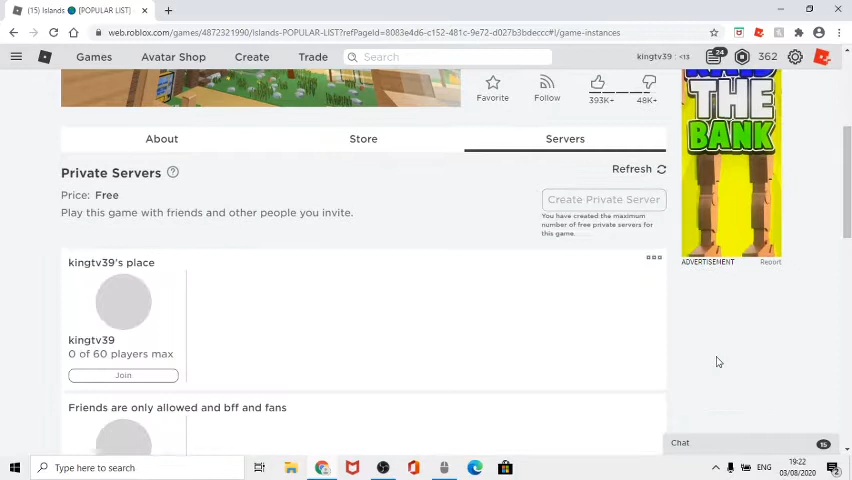 (15) Islands [POPULAR LIST]
web.roblox.com/games/4872321990/Islands-POPULAR-LIST?refPageId=8083e4d6-c152-481c-9e72-d027b3bdeccc#!/game-instances
Games Avatar Shop Create Trade Search kingtv39 : <13 24 362
Favorite Follow 393K+ 48K+
THE
BANK
About Store Servers
Private Servers Refresh
Price: Free Create Private Server
Play this game with friends and other people you invite.
You have created the maximum
number of free private servers for
this game.
ADVERTISEMENT Report
kingtv39's place
kingtv39
0 of 60 players max
Join
Friends are only allowed and bff and fans
Chat 15
Type here to search ENG 19:22
03/08/2020 2